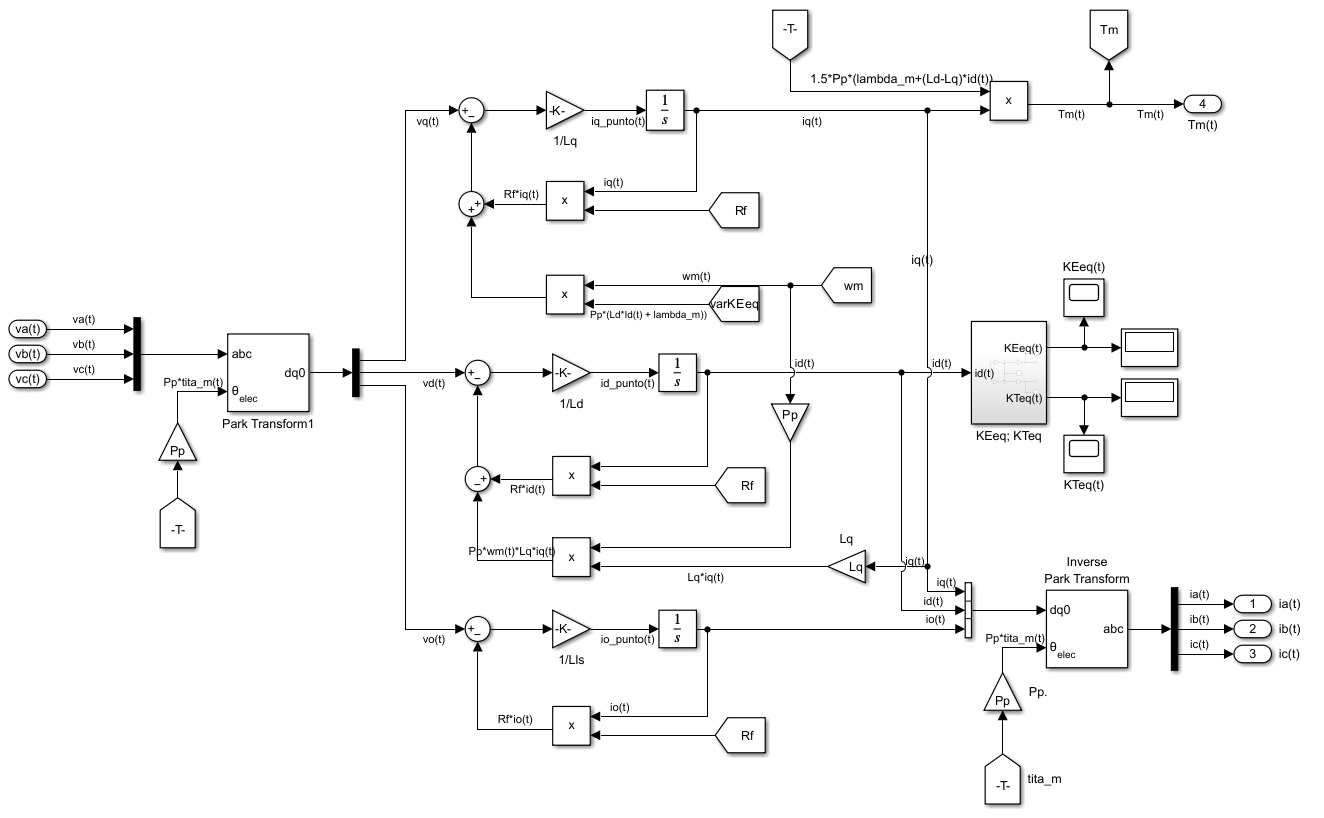 -T-
Tm
1.5*Pp*(lambda_m+(Ld-Lq)*id(t))
x
4
Tm(t)
Tm(t)
Tm(t)
vq(t)
+
−
-K-
1/Lq
iq_punto(t)
1
s
iq(t)
Rf*iq(t)
x
iq(t)
Rf
+
+
x
wm(t)
wm
varKEeq
Pp*(Ld*Id(t) + lambda_m))
iq(t)
KEeq(t)
va(t)
va(t)
vb(t)
vb(t)
vc(t)
vc(t)
Pp*tita_m(t)
abc
θ
elec
dq0
Park Transform1
Pp
-T-
vd(t)
+
−
-K-
1/Ld
id_punto(t)
1
s
id(t)
id(t)
id(t)
KEeq(t)
KTeq(t)
KEeq; KTeq
KTeq(t)
Pp
−
+
Rf*id(t)
x
Rf
Pp*wm(t)*Lq*iq(t)
x
Lq*iq(t)
Lq
Lq
iq(t)
iq(t)
id(t)
io(t)
Inverse
Park Transform
dq0
θ
elec
abc
Pp*tita_m(t)
ia(t)
1
ia(t)
ib(t)
2
ib(t)
ic(t)
3
ic(t)
vo(t)
+
−
-K-
1/Lls
io_punto(t)
1
s
Rf*io(t)
x
io(t)
Rf
Pp
Pp.
-T-
tita_m